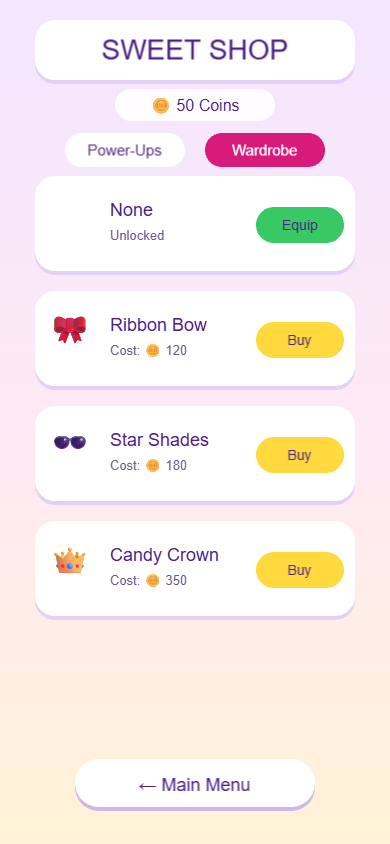 SWEET SHOP
50 Coins
Power-Ups
Wardrobe
None
Unlocked
Equip
Ribbon Bow
Cost: 120
Buy
Star Shades
Cost: 180
Buy
Candy Crown
Cost: 350
Buy
← Main Menu